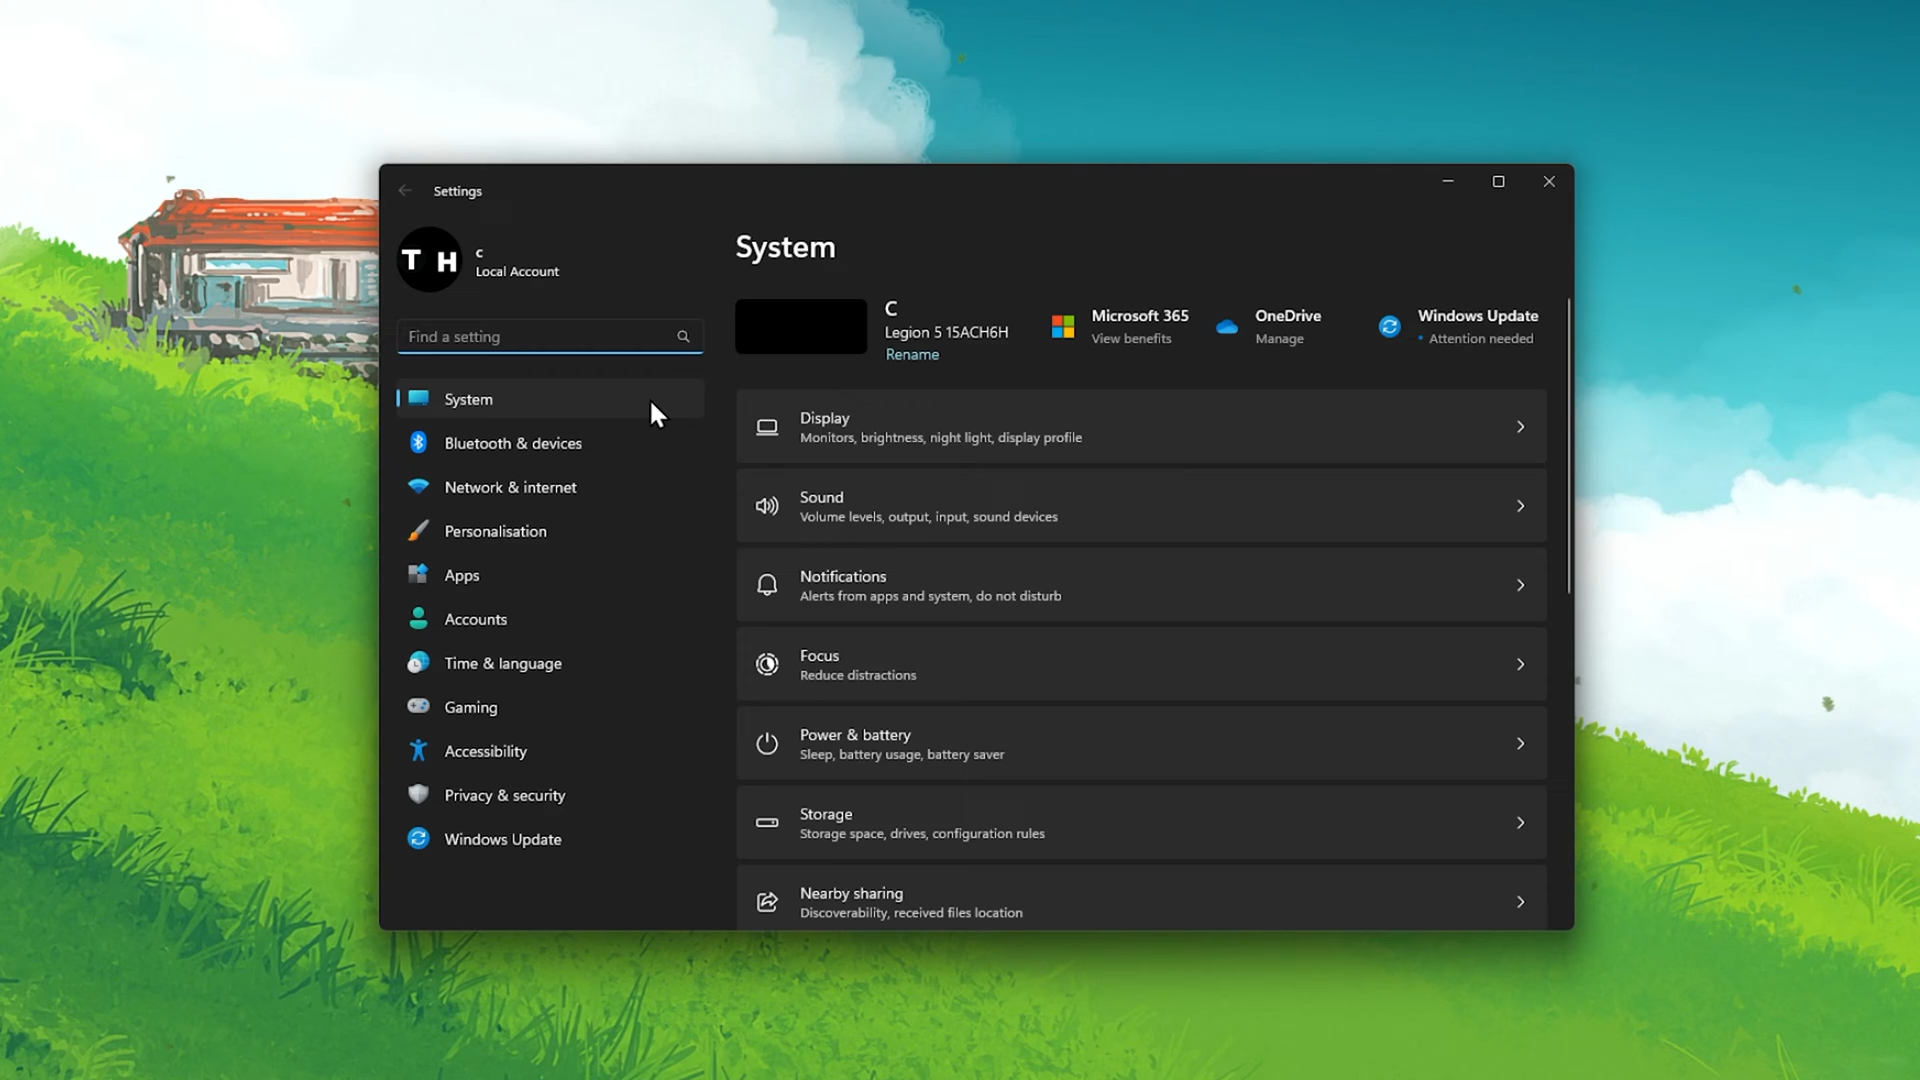 Settings
T H
c
Local Account
Find a setting
System
Bluetooth & devices
Network & internet
Personalisation
Apps
Accounts
Time & language
Gaming
Accessibility
Privacy & security
Windows Update
System
C
Legion 5 15ACH6H
Rename
Microsoft 365
View benefits
OneDrive
Manage
Windows Update
• Attention needed
Display
Monitors, brightness, night light, display profile
Sound
Volume levels, output, input, sound devices
Notifications
Alerts from apps and system, do not disturb
Focus
Reduce distractions
Power & battery
Sleep, battery usage, battery saver
Storage
Storage space, drives, configuration rules
Nearby sharing
Discoverability, received files location